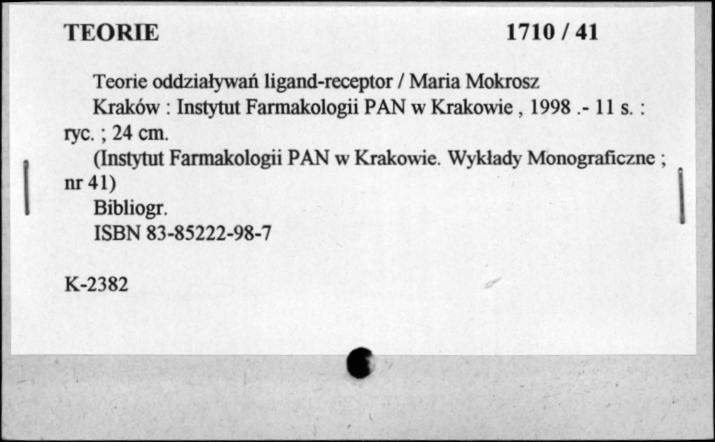 TEORIE 1710 / 41
Teorie oddziaływań ligand-receptor / Maria Mokrosz
Kraków : Instytut Farmakologii PAN w Krakowie , 1998 .- 11 s. :
ryc. ; 24 cm.
(Instytut Farmakologii PAN w Krakowie. Wykłady Monograficzne ;
nr 41)
Bibliogr.
ISBN 83-85222-98-7
K-2382